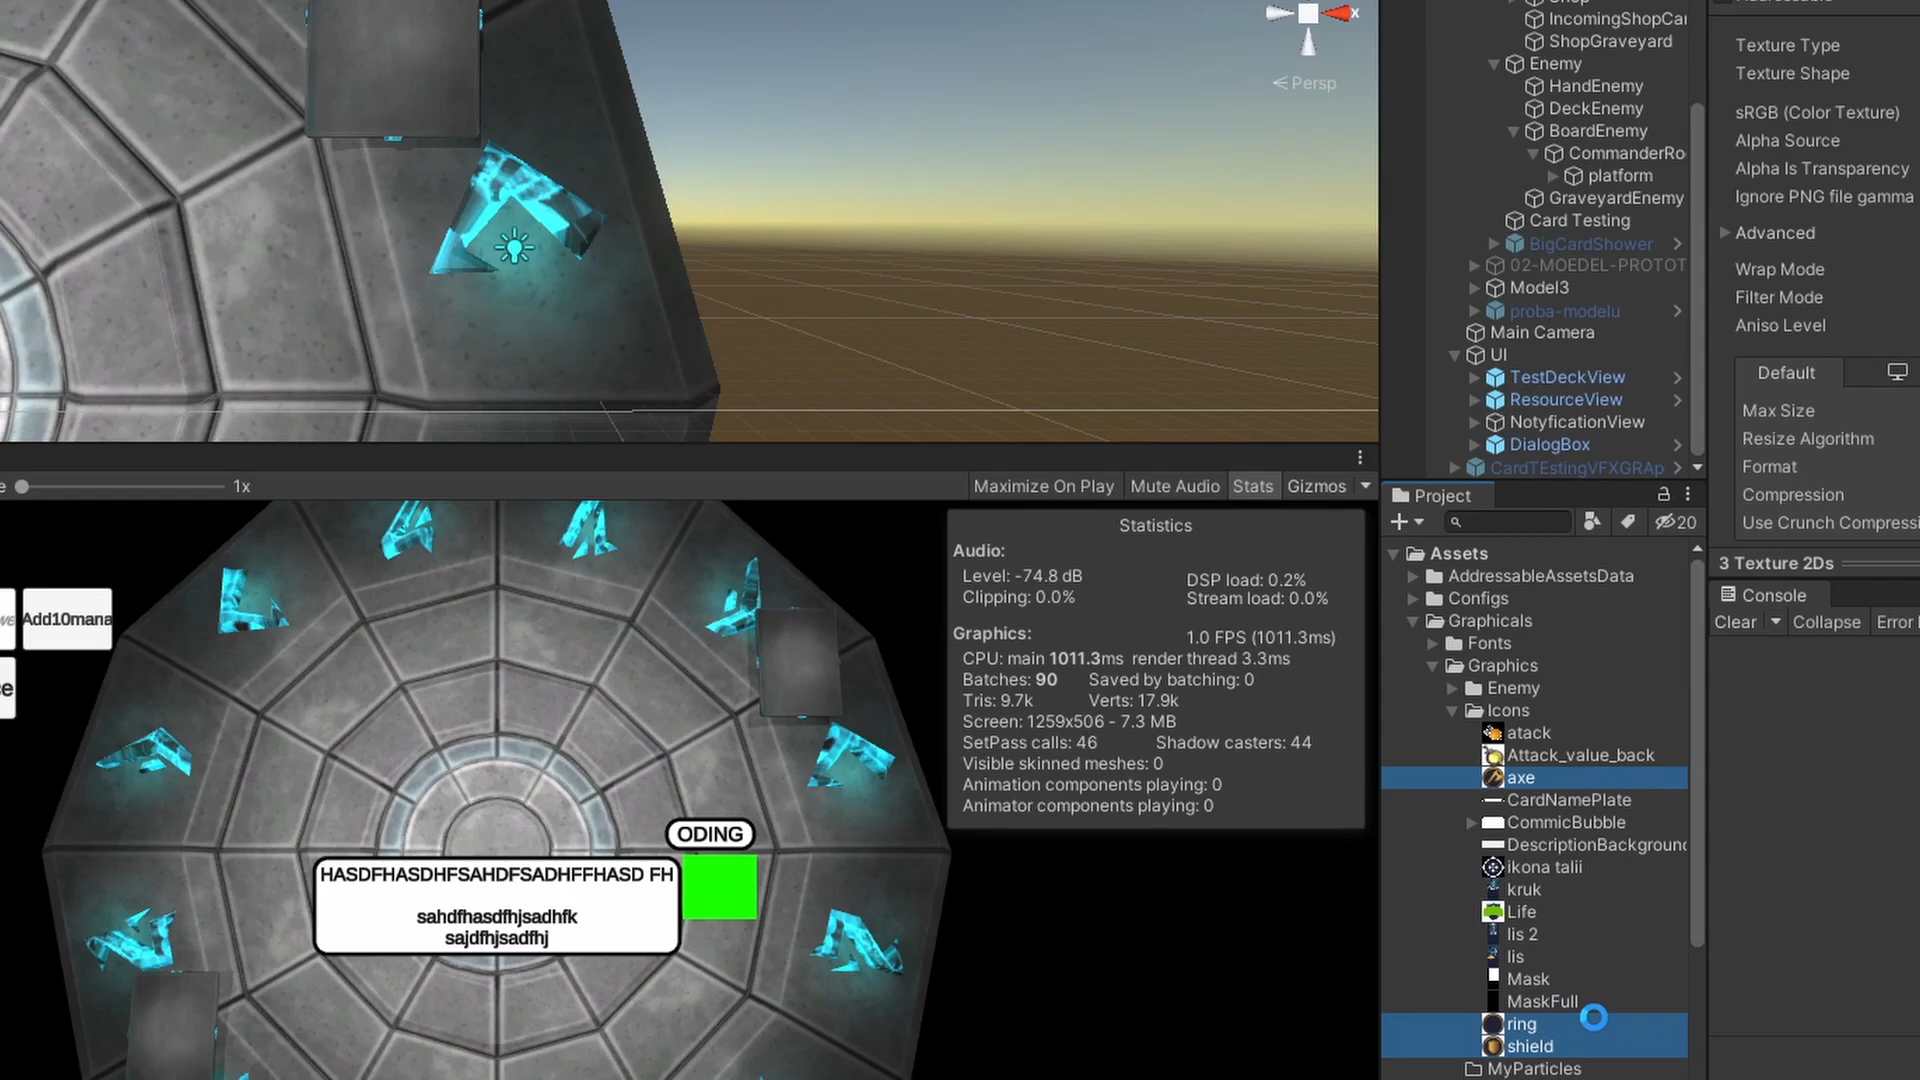 X
Persp
1x
Maximize On Play
Mute Audio
Stats
Gizmos
Add10mana
ODING
HASDFHASDHFSAHDFSADHFFHASD FH
sahdfhasdfhjsadhfk
sajdfhjsadfhj
Statistics
Audio:
Level: -74.8 dB
DSP load: 0.2%
Clipping: 0.0%
Stream load: 0.0%
Graphics:
1.0 FPS (1011.3ms)
CPU: main 1011.3ms render thread 3.3ms
Batches: 90 Saved by batching: 0
Tris: 9.7k Verts: 17.9k
Screen: 1259x506 - 7.3 MB
SetPass calls: 46 Shadow casters: 44
Visible skinned meshes: 0
Animation components playing: 0
Animator components playing: 0
IncomingShopCar
ShopGraveyard
Enemy
HandEnemy
DeckEnemy
BoardEnemy
CommanderRo
platform
GraveyardEnemy
Card Testing
BigCardShower
02-MOEDEL-PROTOT
Model3
proba-modelu
Main Camera
UI
TestDeckView
ResourceView
NotyficationView
DialogBox
CardTEstingVFXGRAp
Project
20
Assets
AddressableAssetsData
Configs
Graphicals
Fonts
Graphics
Enemy
Icons
atack
Attack_value_back
axe
CardNamePlate
CommicBubble
DescriptionBackground
ikona talii
kruk
Life
lis 2
lis
Mask
MaskFull
ring
shield
MyParticles
Texture Type
Texture Shape
sRGB (Color Texture)
Alpha Source
Alpha Is Transparency
Ignore PNG file gamma
Advanced
Wrap Mode
Filter Mode
Aniso Level
Default
Max Size
Resize Algorithm
Format
Compression
Use Crunch Compressi
3 Texture 2Ds
Console
Clear
Collapse
Error